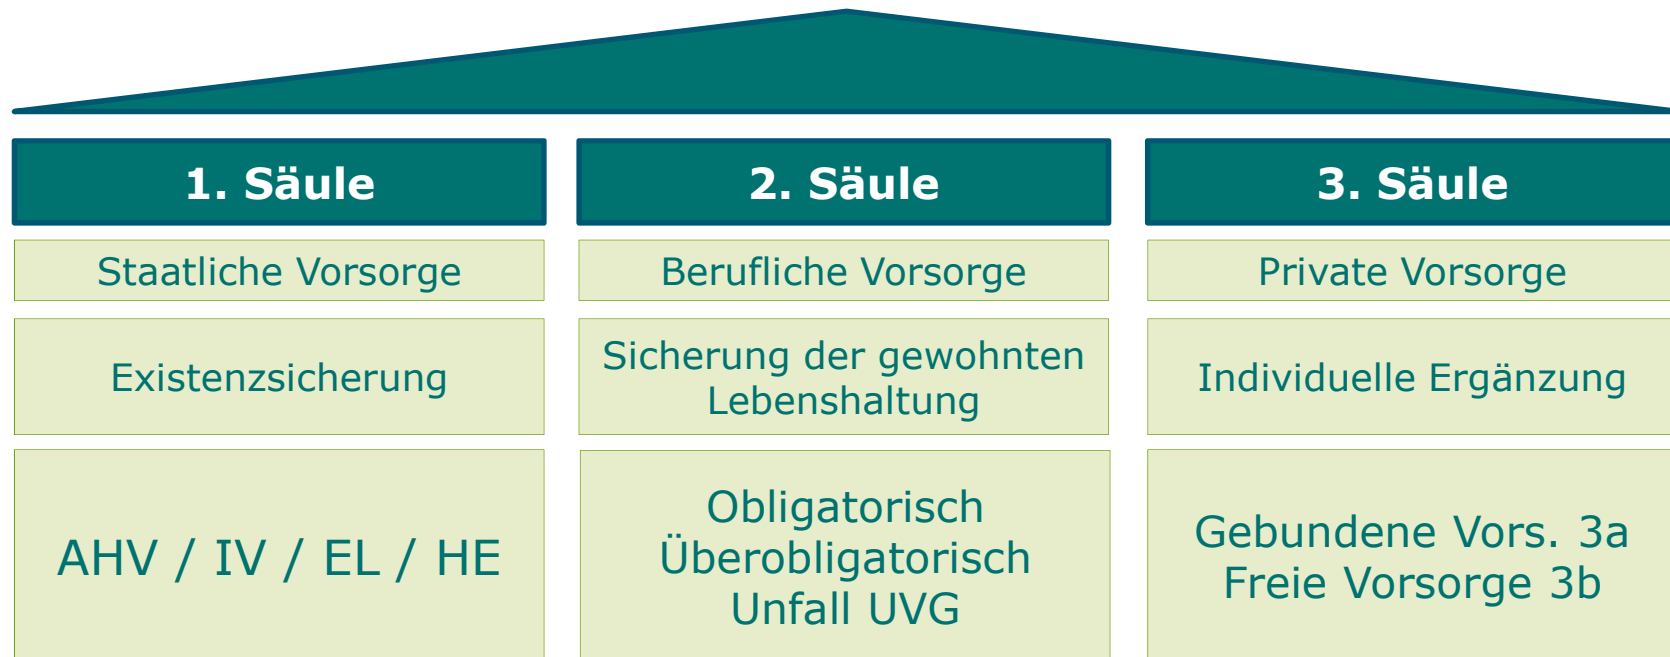 1. Säule
Staatliche Vorsorge
Existenzsicherung
AHV / IV / EL / HE
2. Säule
Berufliche Vorsorge
Sicherung der gewohnten
Lebenshaltung
Obligatorisch
Überobligatorisch
Unfall UVG
3. Säule
Private Vorsorge
Individuelle Ergänzung
Gebundene Vors. 3a
Freie Vorsorge 3b